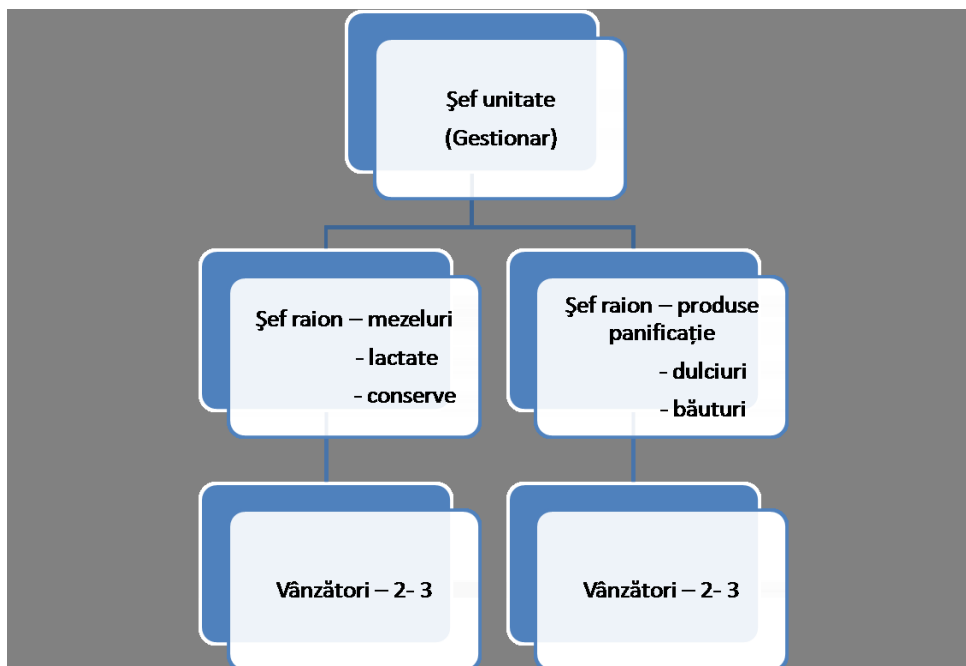 Şef unitate
(Gestionar)
Şef raion – mezeluri
- lactate
- conserve
Şef raion – produse
panificație
- dulciuri
- băuturi
Vânzători – 2- 3
Vânzători – 2- 3